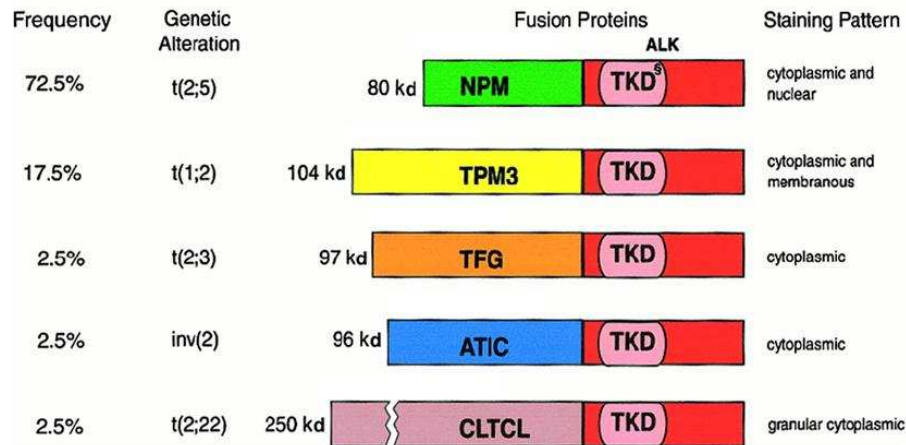 Frequency
Genetic
Alteration
Fusion Proteins
Staining Pattern
ALK
72.5%
t(2;5)
80 kd
NPM
TKD§
cytoplasmic and
nuclear
17.5%
t(1;2)
104 kd
TPM3
TKD
cytoplasmic and
membranous
2.5%
t(2;3)
97 kd
TFG
TKD
cytoplasmic
2.5%
inv(2)
96 kd
ATIC
TKD
cytoplasmic
2.5%
t(2;22)
250 kd
CLTCL
TKD
granular cytoplasmic